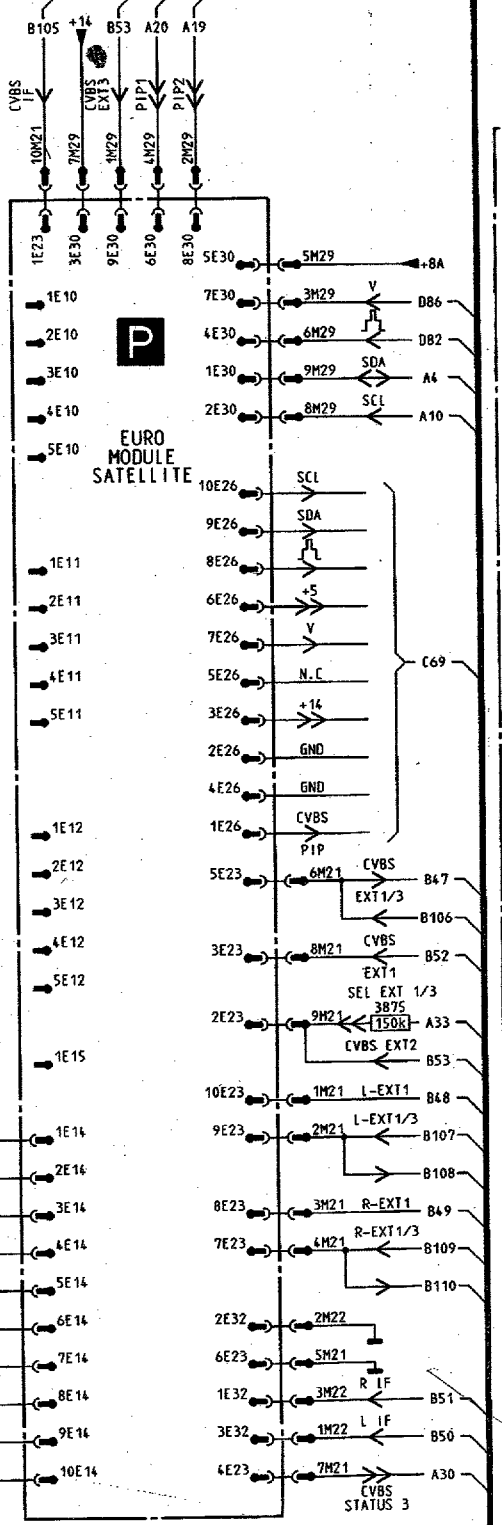 B105 +14 B53 A20 A19
CVBS IF CVBS EXT3 PIP1 PIP2
10M21 7M29 1M29 4M29 2M29
1E23 3E30 9E30 6E30 8E30
5E30 5M29 +8A
1E10 7E30 3M29 V D86
2E10 P 4E30 6M29 D82
3E10 1E30 9M29 SDA A4
4E10 2E30 8M29 SCL A10
5E10
EURO
MODULE
SATELLITE
10E26 SCL
9E26 SDA
1E11 8E26
2E11 6E26 +5
3E11 7E26 V
4E11 5E26 N.C C69
5E11 3E26 +14
2E26 GND
4E26 GND
1E12 1E26 CVBS
PIP
2E12 5E23 6M21 CVBS B47
3E12 EXT1/3 B106
4E12 3E23 8M21 CVBS B52
EXT1
5E12 SEL EXT 1/3
3875
2E23 9M21 150k A33
1E15 CVBS EXT2 B53
10E23 1M21 L-EXT1 B48
1E14 9E23 2M21 L-EXT1/3 B107
2E14 B108
3E14 8E23 3M21 R-EXT1 B49
4E14 7E23 4M21 R-EXT1/3 B109
5E14 B110
6E14 2E32 2M22
7E14 6E23 5M21
8E14 1E32 3M22 R IF B51
9E14 3E32 1M22 L IF B50
10E14 4E23 7M21 A30
CVBS
STATUS 3